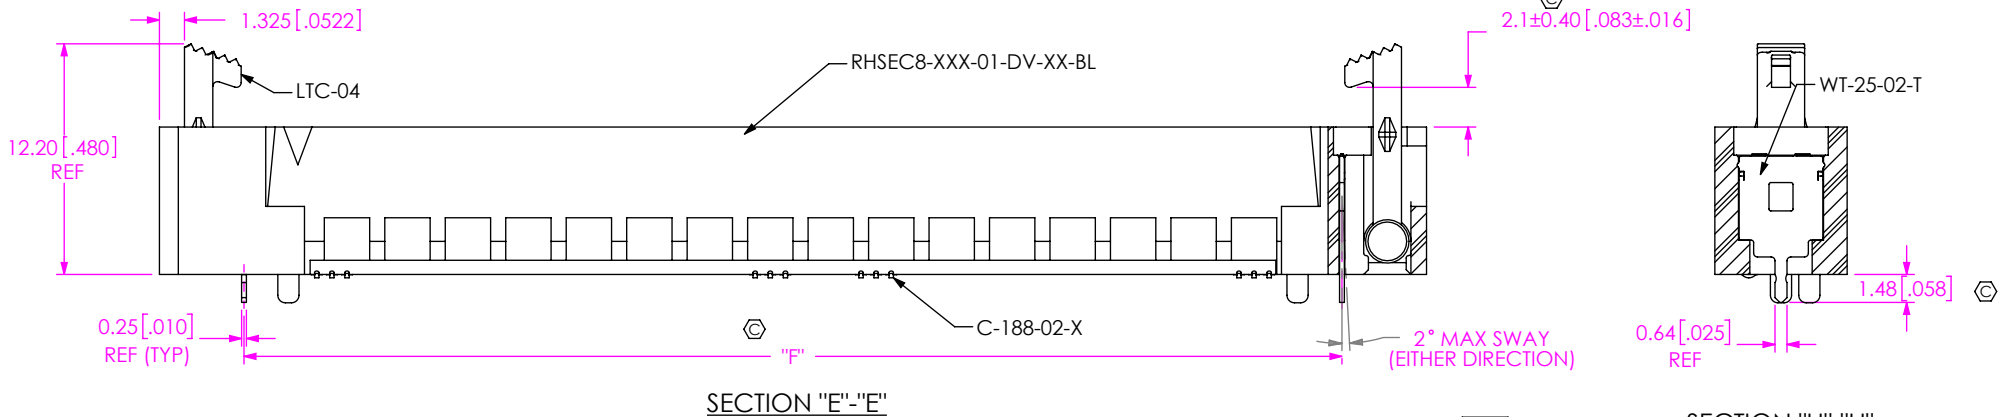 1.325[.0522]
C
2.1±0.40[.083±.016]
RHSEC8-XXX-01-DV-XX-BL
LTC-04
WT-25-02-T
12.20[.480]
REF
1.48[.058]
C
0.25[.010]
REF (TYP)
C
C-188-02-X
"F"
2° MAX SWAY
(EITHER DIRECTION)
0.64[.025]
REF
SECTION "E"-"E"
SECTION